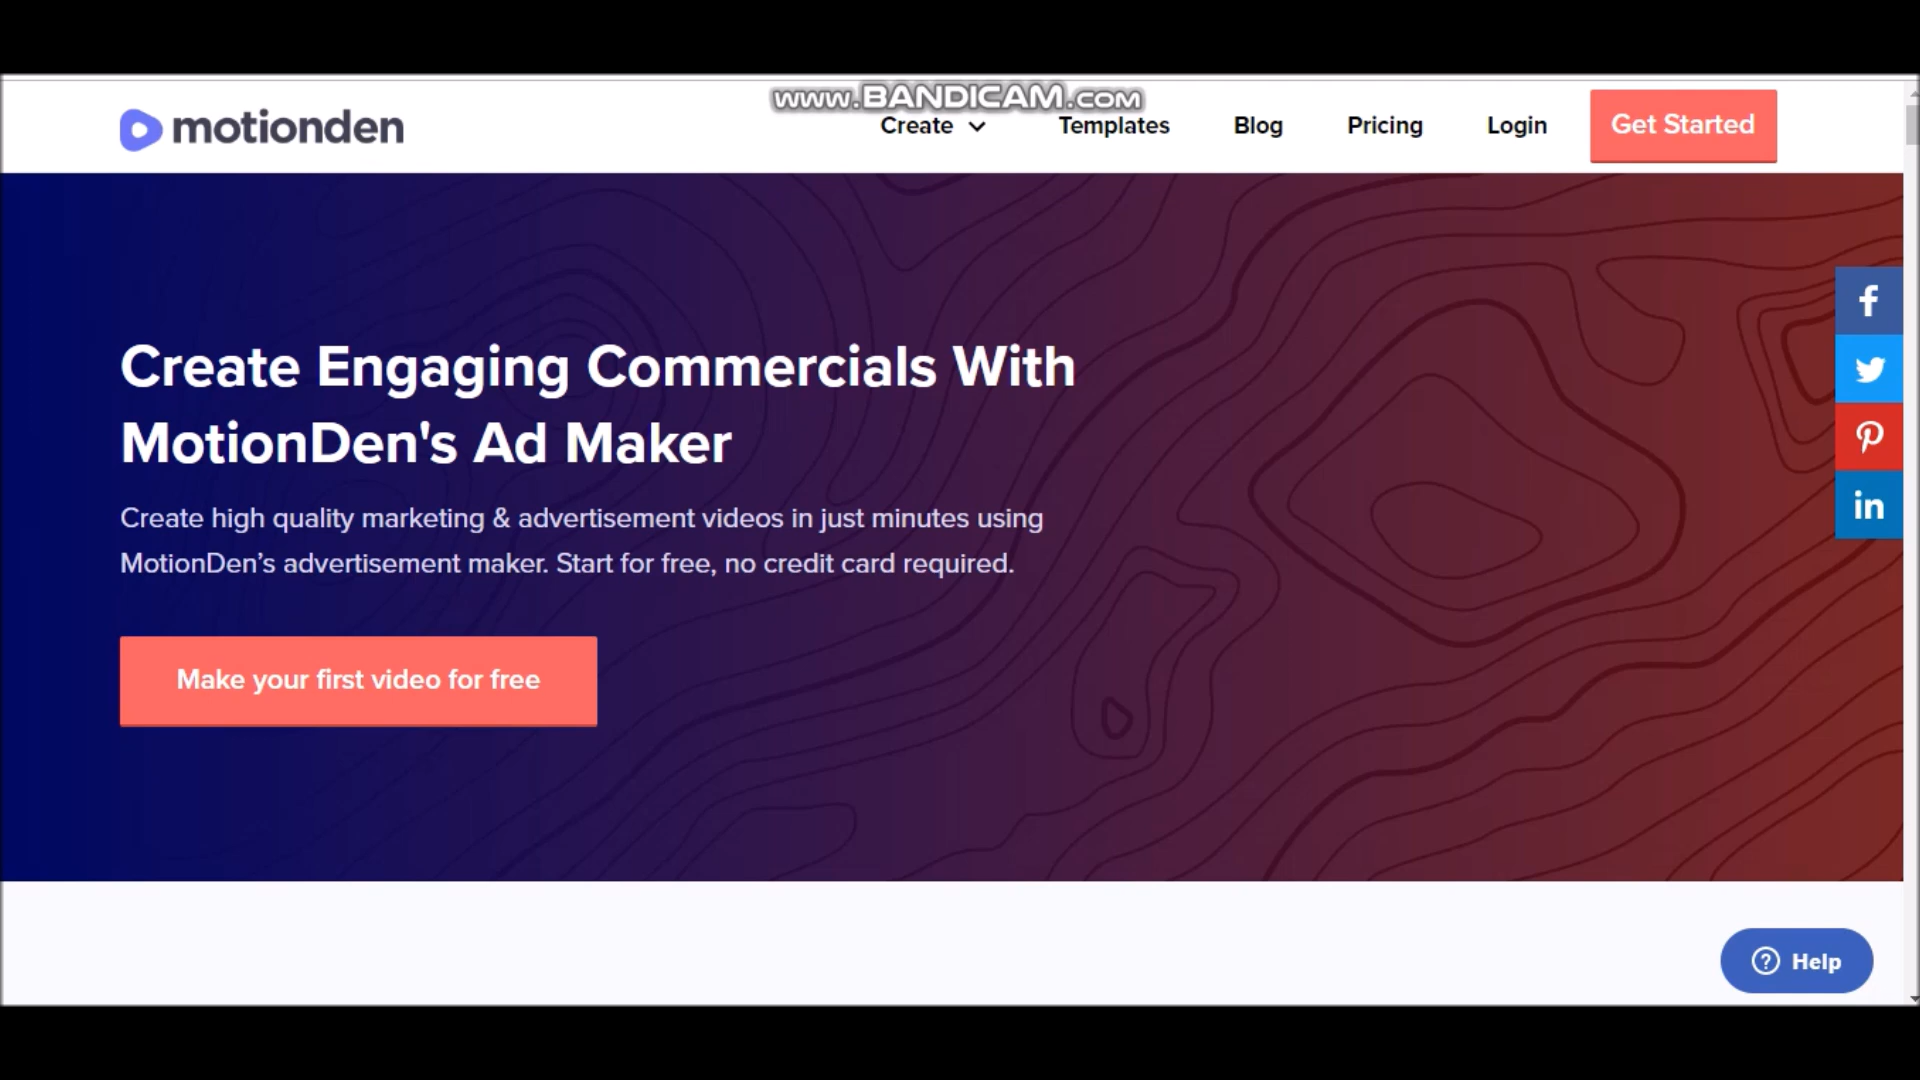 www.BANDICAM.com
motionden
Create
Templates
Blog
Pricing
Login
Get Started
Create Engaging Commercials With
MotionDen's Ad Maker
Create high quality marketing & advertisement videos in just minutes using
MotionDen’s advertisement maker. Start for free, no credit card required.
Make your first video for free
in
Help